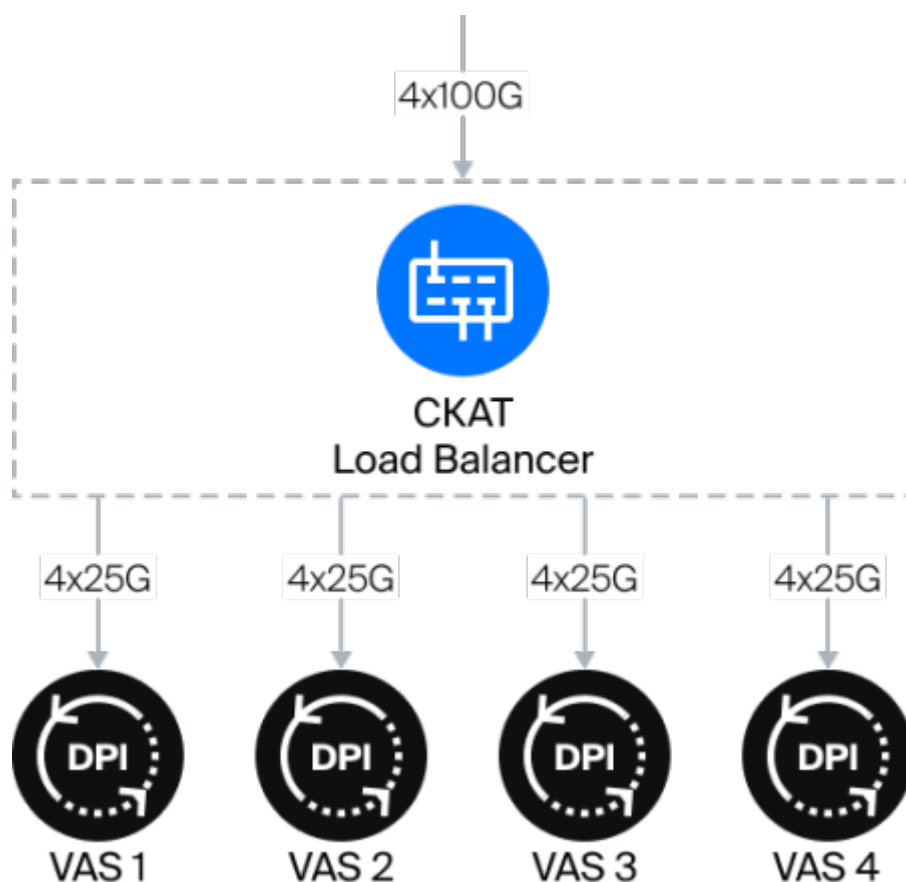 4x100G
CKAT
Load Balancer
4x25G 4x25G 4x25G 4x25G
DPI DPI DPI DPI
VAS 1 VAS 2 VAS 3 VAS 4